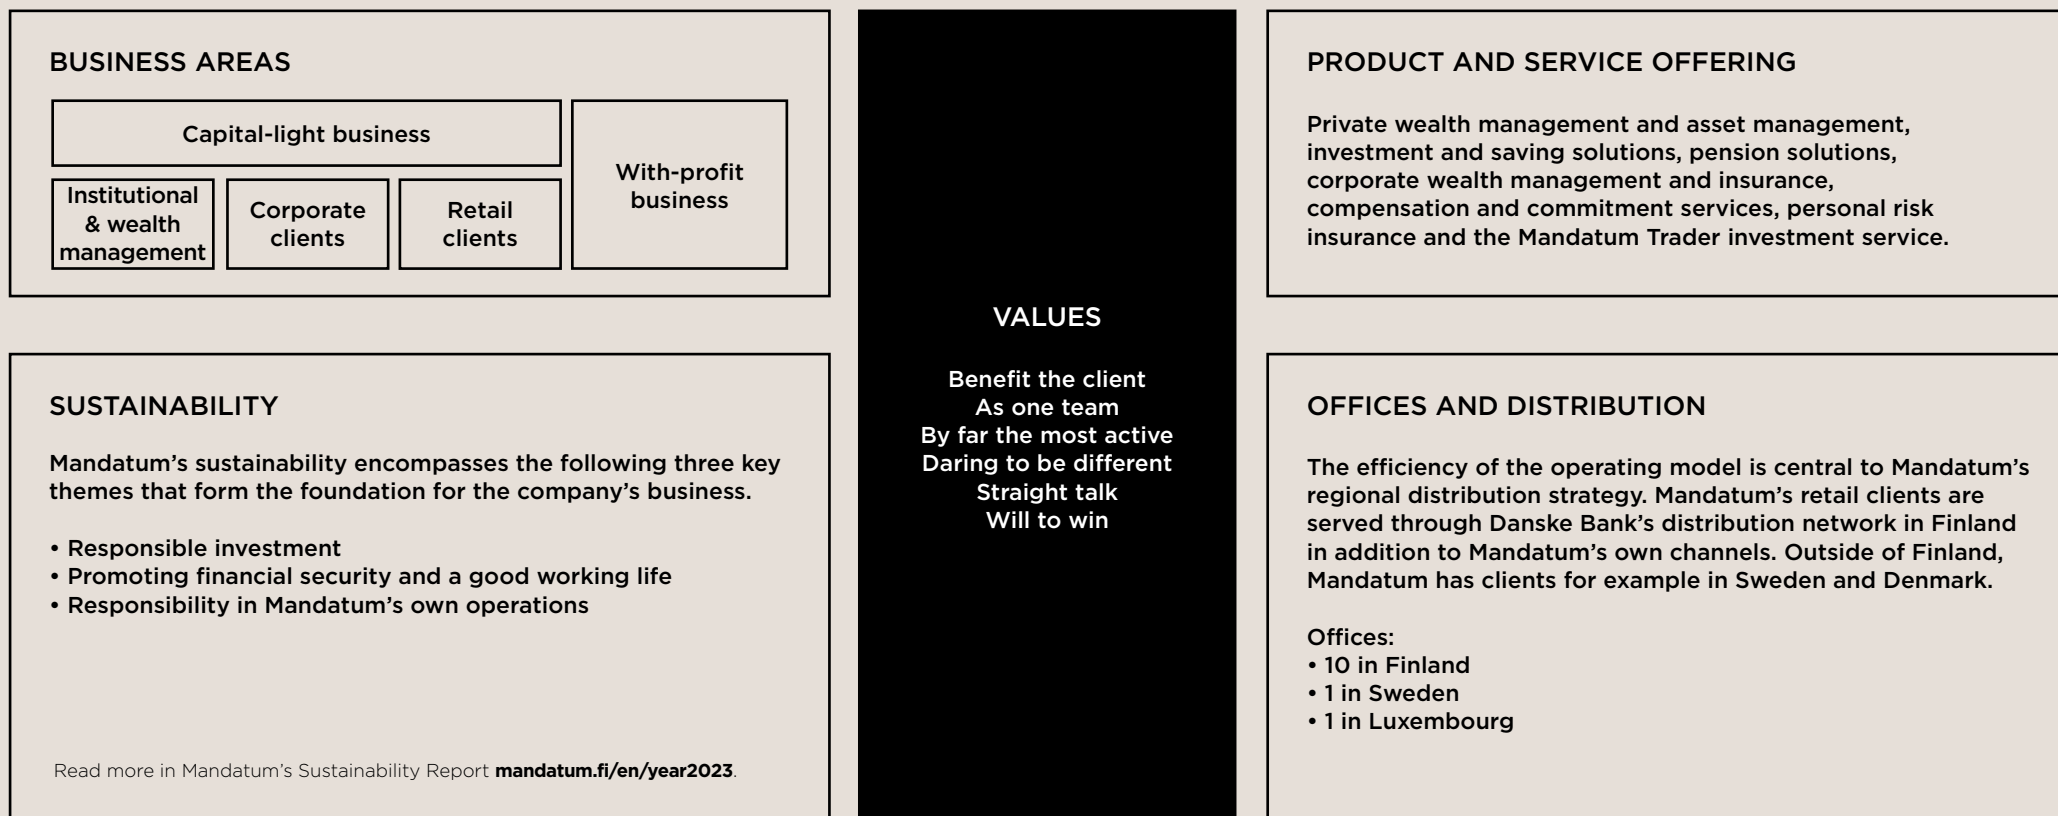 BUSINESS AREAS
Capital-light business
Institutional
& wealth
management
Corporate
clients
Retail
clients
With-profit
business
SUSTAINABILITY
Mandatum’s sustainability encompasses the following three key
themes that form the foundation for the company’s business.
• Responsible investment
• Promoting financial security and a good working life
• Responsibility in Mandatum’s own operations
Read more in Mandatum’s Sustainability Report mandatum.fi/en/year2023.
VALUES
Benefit the client
As one team
By far the most active
Daring to be different
Straight talk
Will to win
PRODUCT AND SERVICE OFFERING
Private wealth management and asset management,
investment and saving solutions, pension solutions,
corporate wealth management and insurance,
compensation and commitment services, personal risk
insurance and the Mandatum Trader investment service.
OFFICES AND DISTRIBUTION
The efficiency of the operating model is central to Mandatum’s
regional distribution strategy. Mandatum’s retail clients are
served through Danske Bank’s distribution network in Finland
in addition to Mandatum’s own channels. Outside of Finland,
Mandatum has clients for example in Sweden and Denmark.
Offices:
• 10 in Finland
• 1 in Sweden
• 1 in Luxembourg